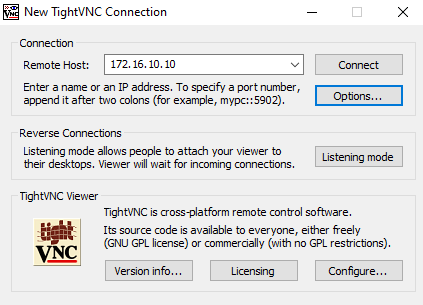 New TightVNC Connection
Connection
Remote Host:
172.16.10.10
Connect
Enter a name or an IP address. To specify a port number,
append it after two colons (for example, mypc::5902).
Options...
Reverse Connections
Listening mode allows people to attach your viewer to
their desktops. Viewer will wait for incoming connections.
Listening mode
TightVNC Viewer
tight
VNC
TightVNC is cross-platform remote control software.
Its source code is available to everyone, either freely
(GNU GPL license) or commercially (with no GPL restrictions).
Version info...
Licensing
Configure...